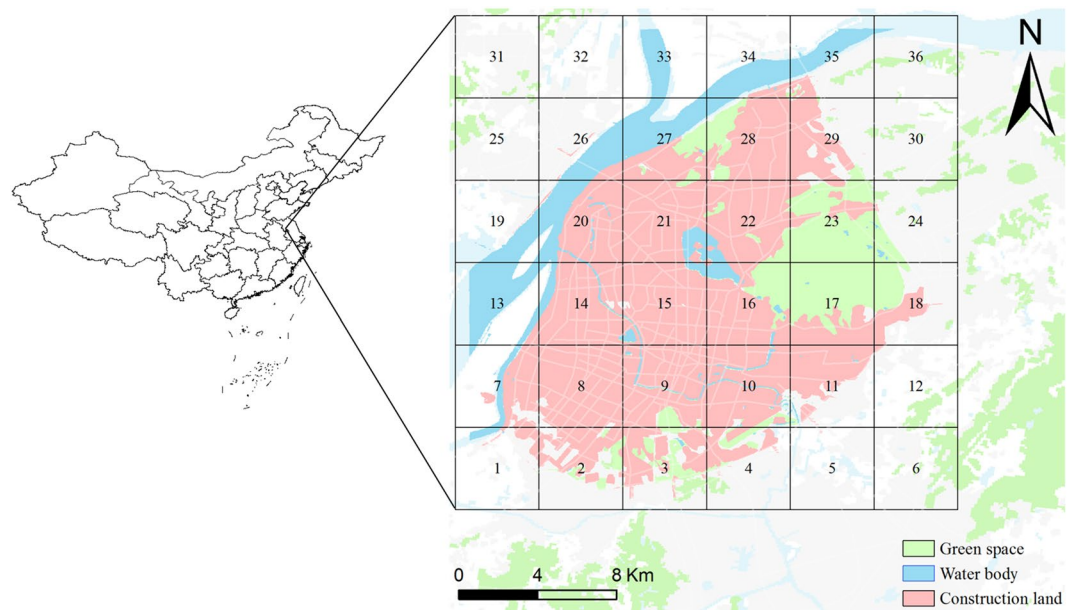 N
31 32 33 34 35 36
25 26 27 28 29 30
19 20 21 22 23 24
13 14 15 16 17 18
7 8 9 10 11 12
1 2 3 4 5 6
Green space
Water body
Construction land
0 4 8 Km